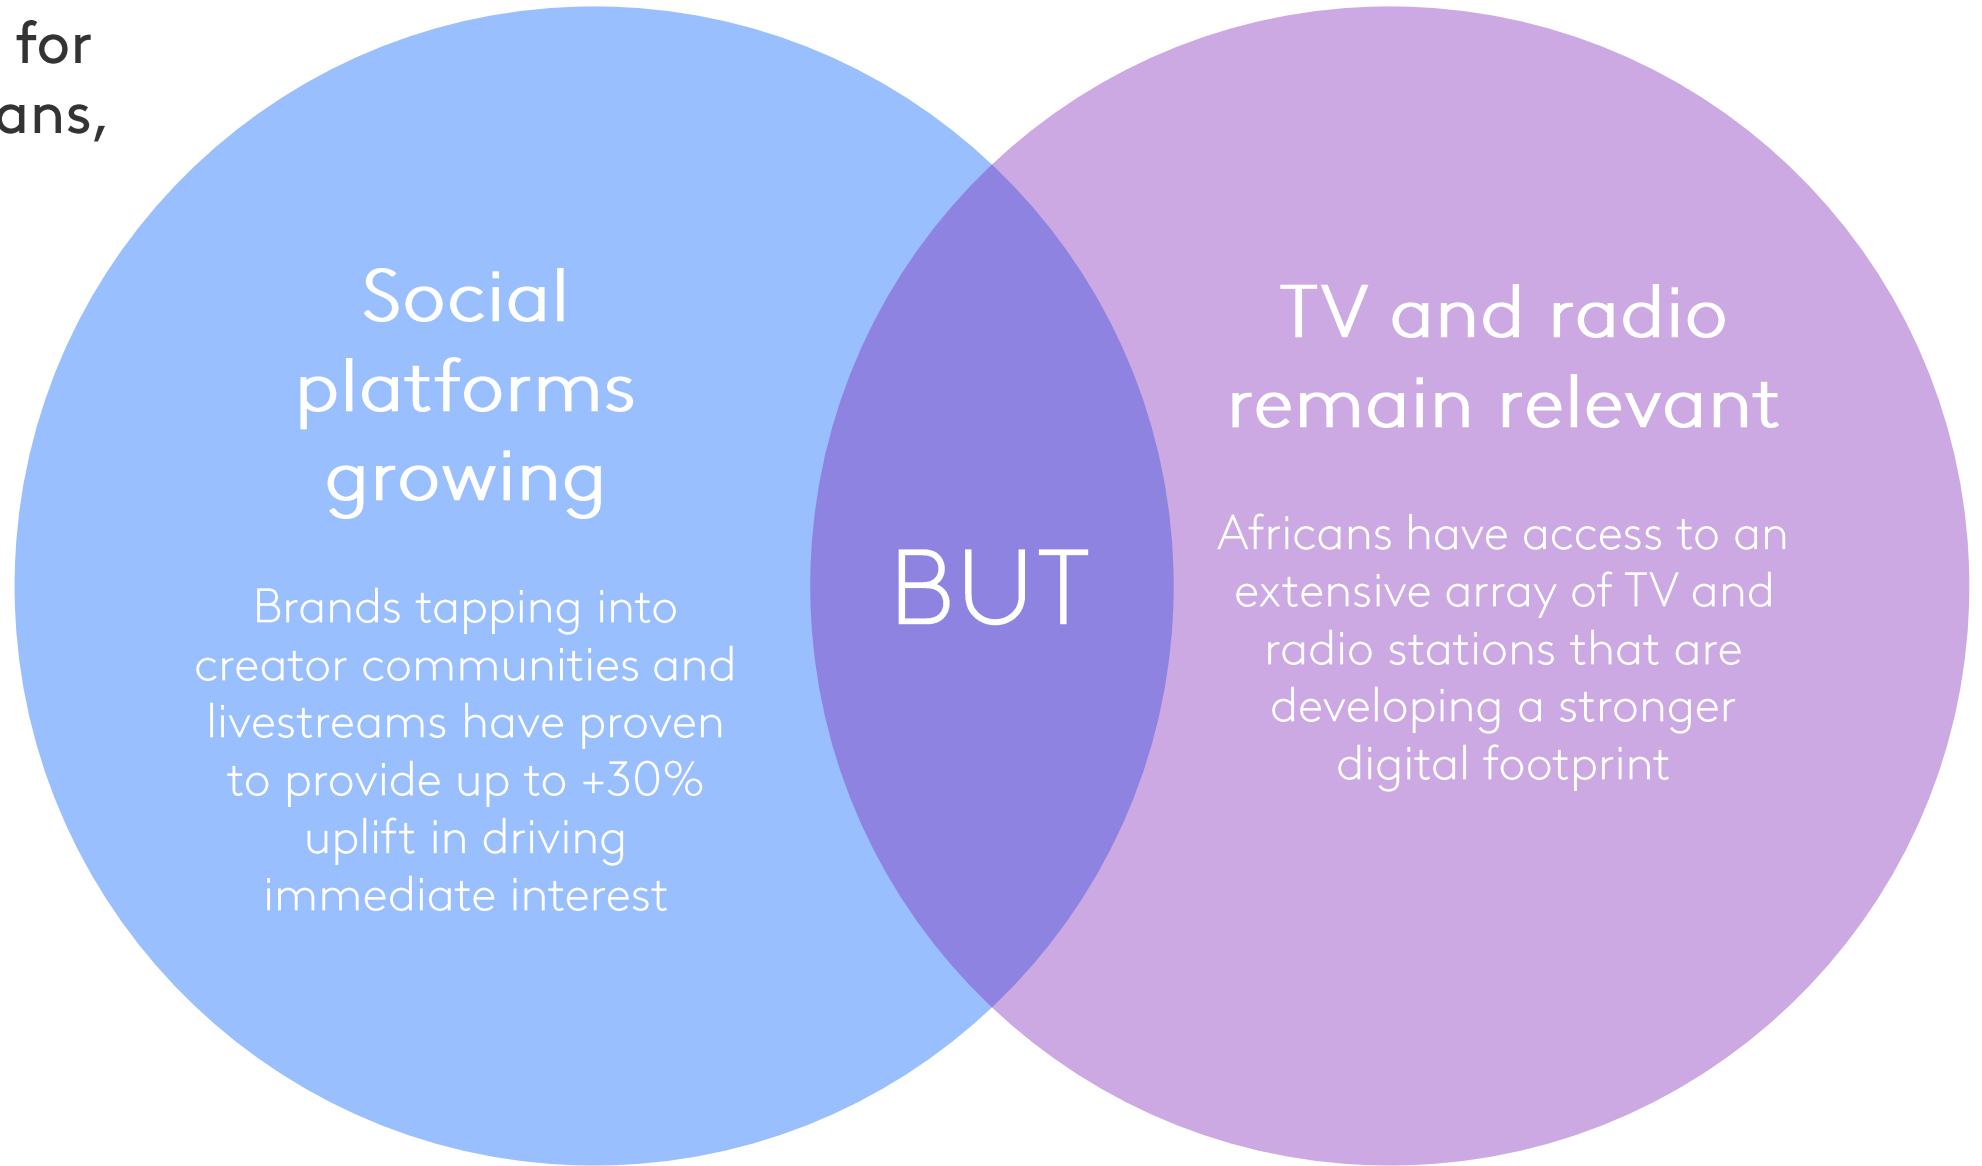 for
ans,
Social
platforms
growing
Brands tapping into
creator communities and
livestreams have proven
to provide up to +30%
uplift in driving
immediate interest
BUT
TV and radio
remain relevant
Africans have access to an
extensive array of TV and
radio stations that are
developing a stronger
digital footprint